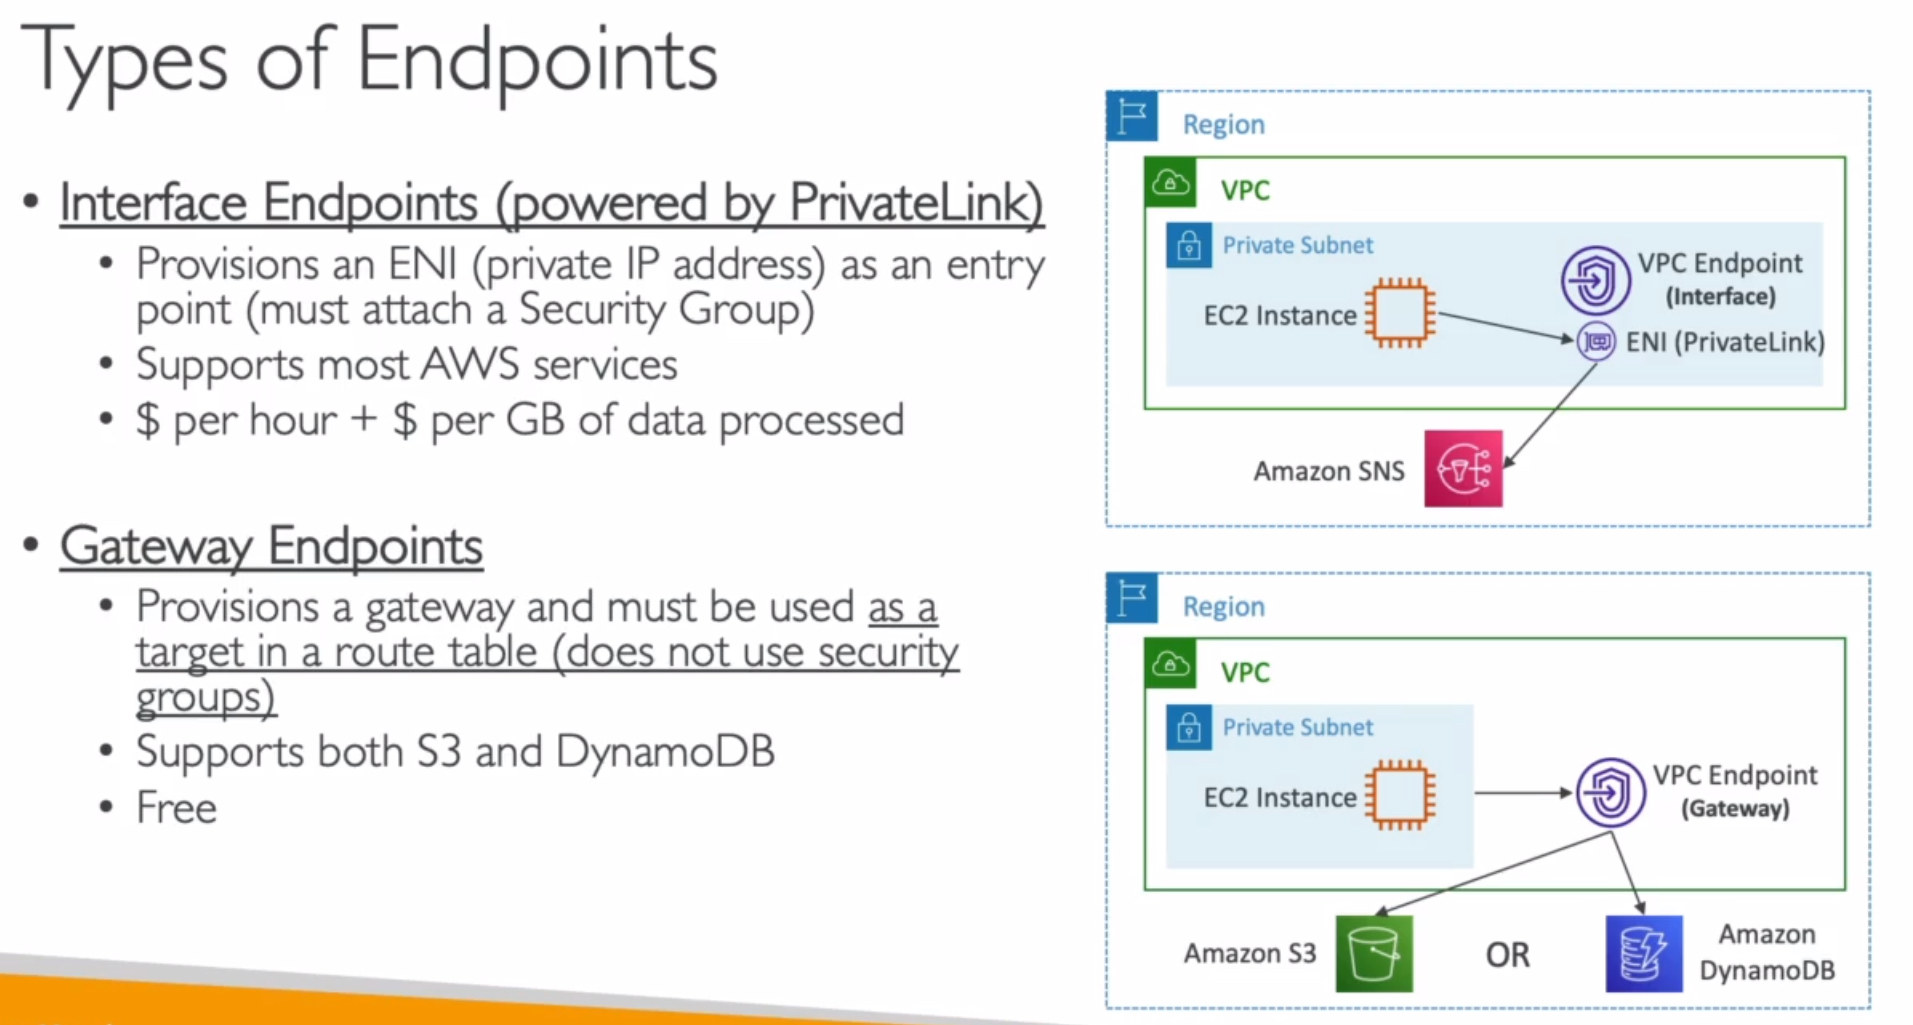 Types of Endpoints
• Interface Endpoints (powered by PrivateLink)
• Provisions an ENI (private IP address) as an entry
point (must attach a Security Group)
• Supports most AWS services
• $ per hour + $ per GB of data processed
• Gateway Endpoints
• Provisions a gateway and must be used as a
target in a route table (does not use security
groups)
• Supports both S3 and DynamoDB
• Free
Region
VPC
Private Subnet
EC2 Instance
VPC Endpoint
(Interface)
ENI (PrivateLink)
Amazon SNS
Region
VPC
Private Subnet
EC2 Instance
VPC Endpoint
(Gateway)
Amazon S3
OR
Amazon
DynamoDB